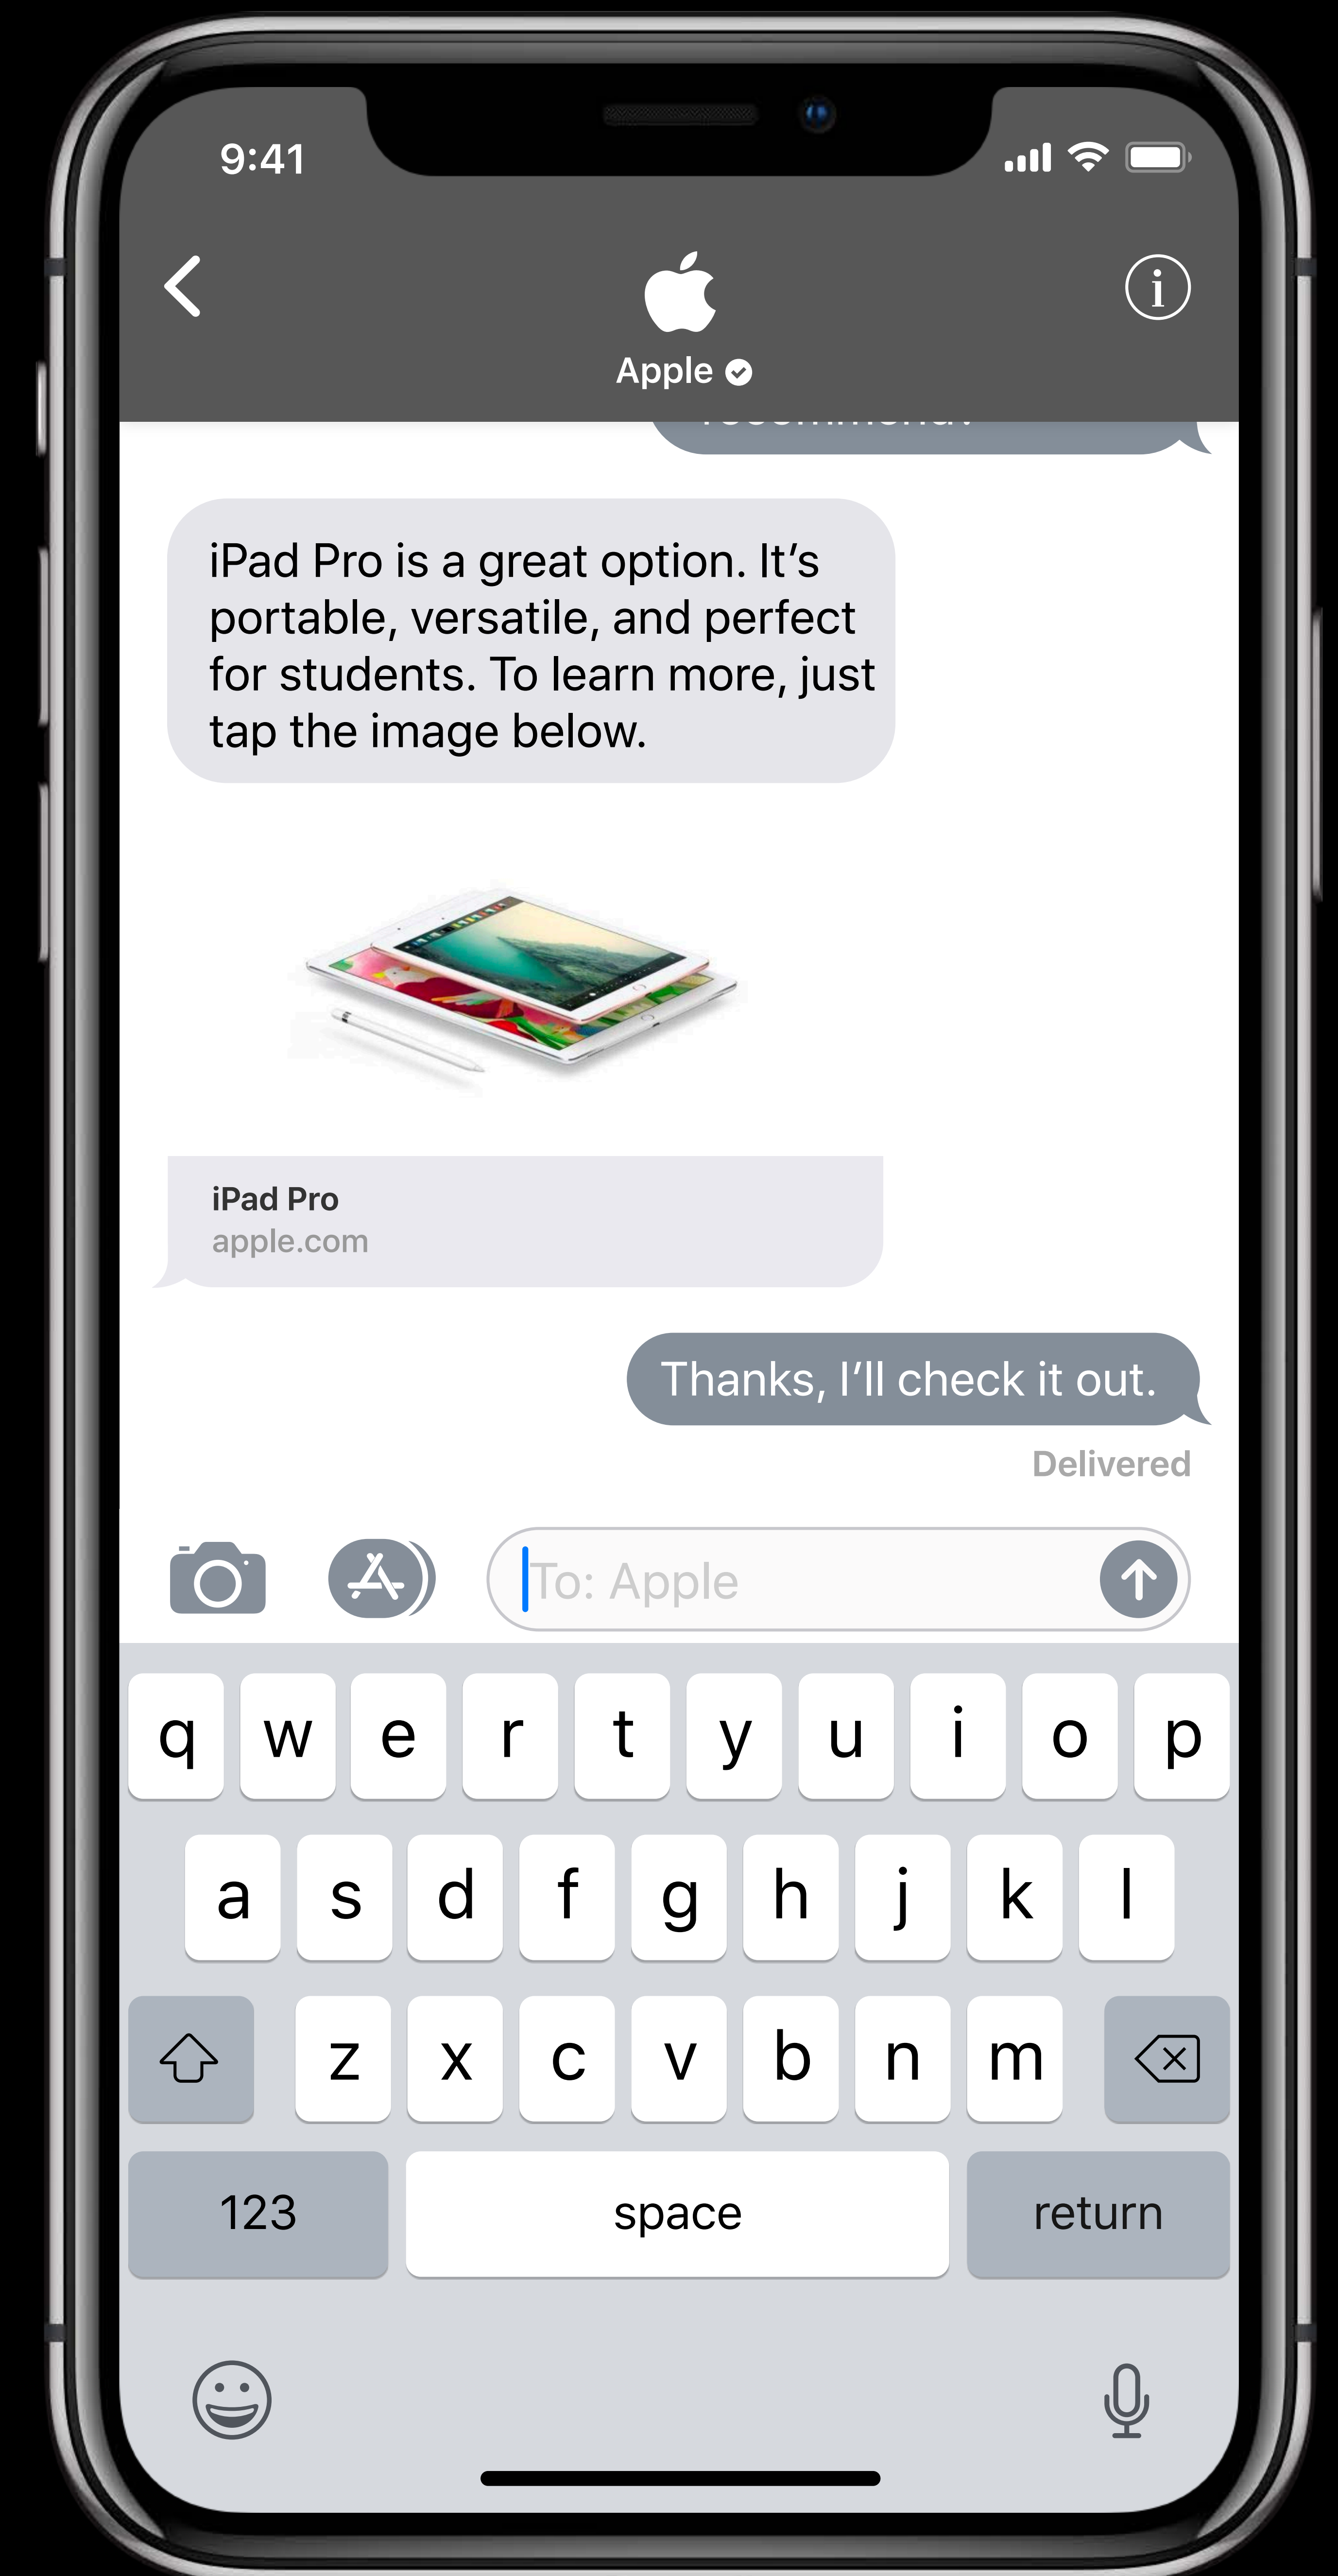 9:41
Apple
iPad Pro is a great option. It’s
portable, versatile, and perfect
for students. To learn more, just
tap the image below.
iPad Pro
apple.com
Thanks, I’ll check it out.
Delivered
To: Apple
q w e r t y u i o p
a s d f g h j k l
z x c v b n m
123 space return